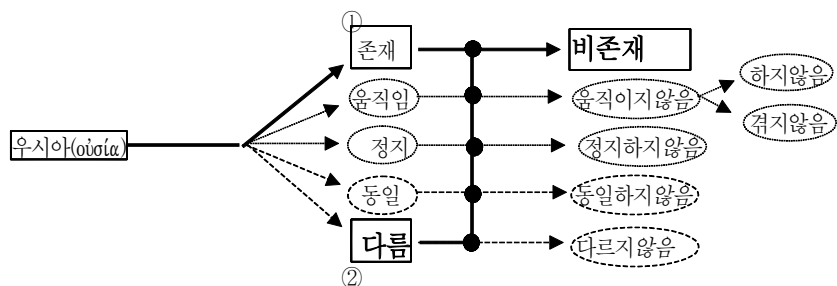 ①
존재
비존재
하지않음
움직임
움직이지않음
겪지않음
우시아(οὐσία)
정지
정지하지않음
동일
동일하지않음
다름
다르지않음
②